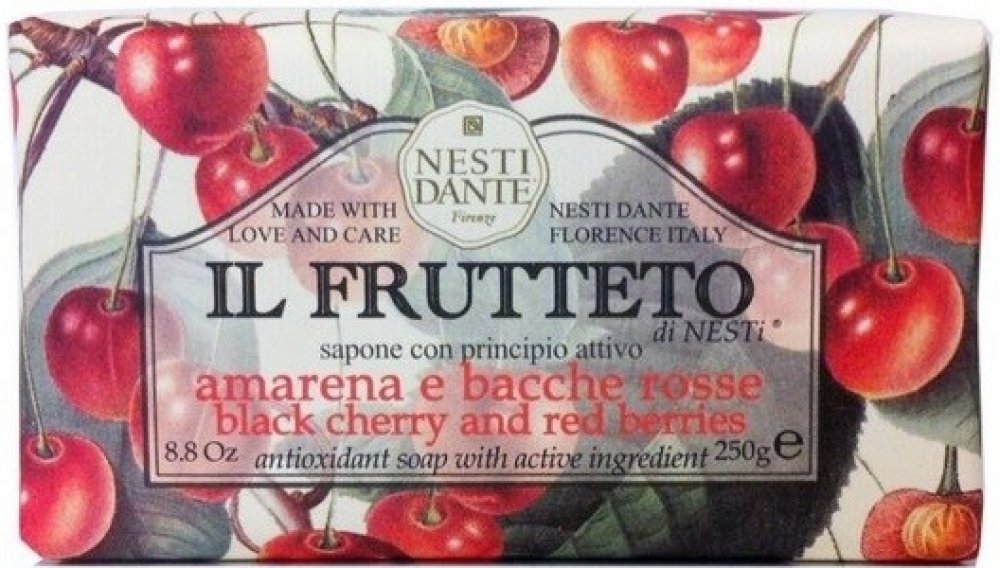 NESTI
DANTE
Firenze
MADE WITH
LOVE AND CARE
NESTI DANTE
FLORENCE ITALY
IL FRUTTETO
di NESTi®
sapone con principio attivo
amarena e bacche rosse
black cherry and red berries
8.8 Oz
antioxidant soap with active ingredient
250g e